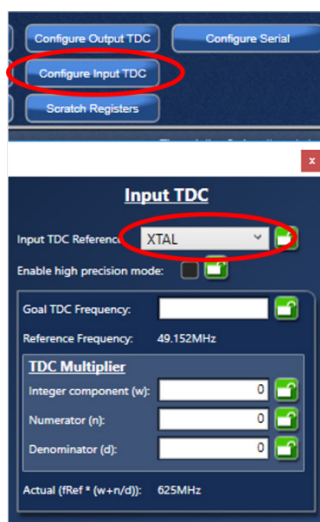 Configure Output TDC Configure Serial
Configure Input TDC
Scratch Registers
x
Input TDC
Input TDC XTAL
Enable high precision mode:
Goal TDC Frequency:
Reference Frequency: 49.152MHz
TDC Multiplier
Integer component (w): 0
Numerator (n): 0
Denominator (d): 0
Actual (fRef * (w+n/d)): 625MHz